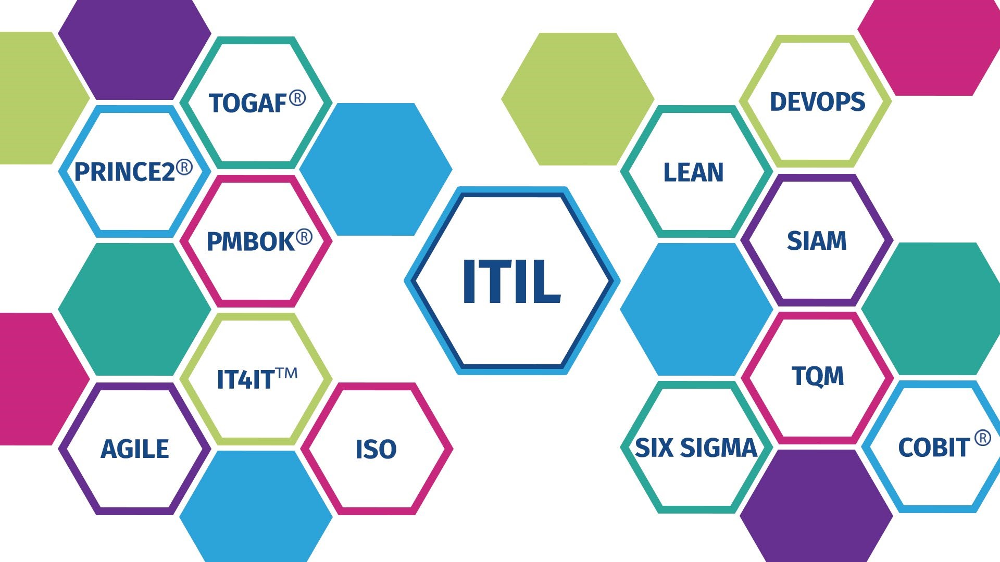 TOGAF®
PRINCE2®
PMBOK®
IT4IT™
AGILE
ISO
ITIL
DEVOPS
LEAN
SIAM
TQM
SIX SIGMA
COBIT ®